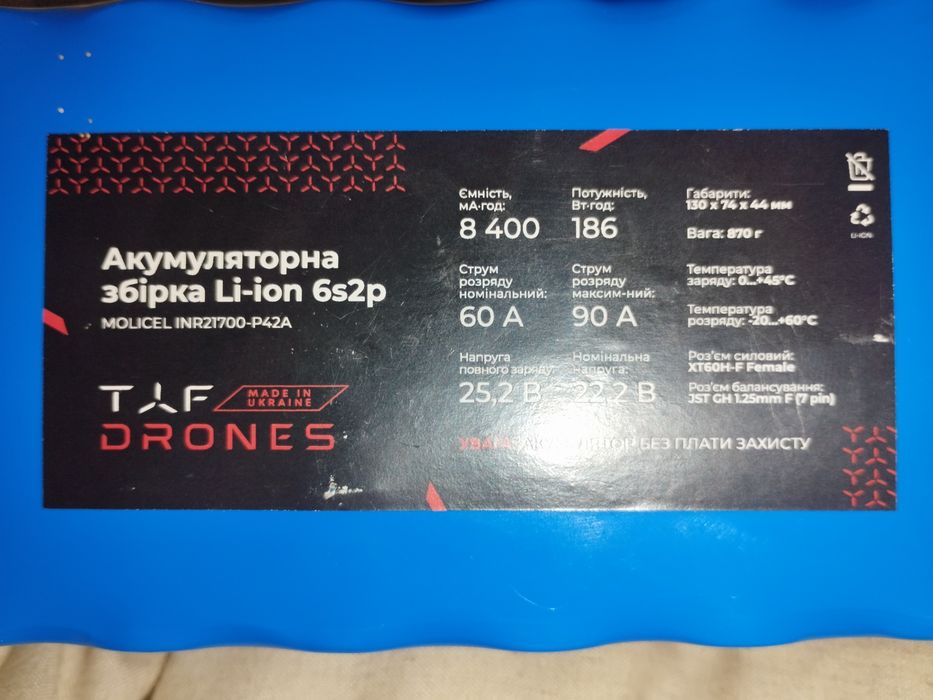 Акумуляторна
збірка Li-ion 6s2p
MOLICEL INR21700-P42A
TAF
MADE IN
UKRAINE
DRONES
Ємність,
мА·год:
8 400
Потужність,
Вт·год:
186
Габарити:
130 x 74 x 44 мм
Вага: 870 г
Струм
розряду
номінальний:
60 А
Струм
розряду
максим-ний:
90 А
Температура
заряду: 0...+45°C
Температура
розряду: -20...+60°C
Напруга
повного заряду:
25,2 В
Номінальна
напруга:
22,2 В
Роз'єм силовий:
XT60H-F Female
Роз'єм балансування:
JST GH 1.25mm F (7 pin)
УВАГА! АКУМУЛЯТОР БЕЗ ПЛАТИ ЗАХИСТУ
LI-ION